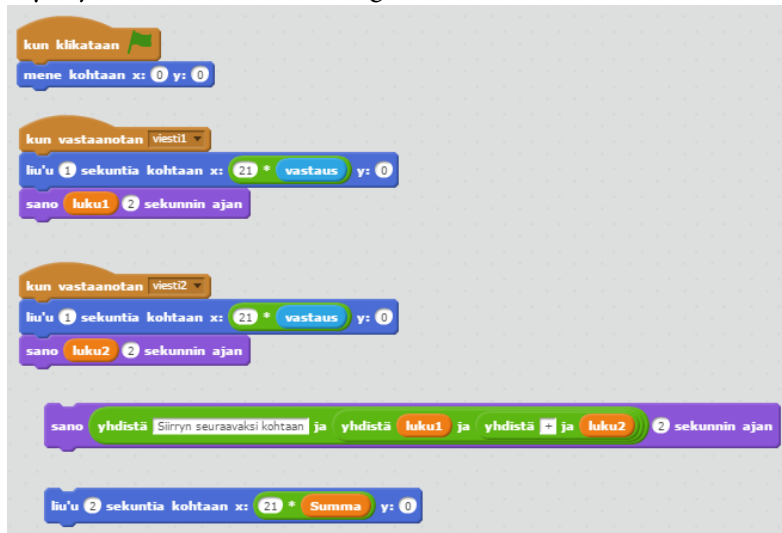 kun klikataan
mene kohtaan x: 0 y: 0
kun vastaanotan viesti1
liu'u 1 sekuntia kohtaan x: 21 * vastaus y: 0
sano luku1 2 sekunnin ajan
kun vastaanotan viesti2
liu'u 1 sekuntia kohtaan x: 21 * vastaus y: 0
sano luku2 2 sekunnin ajan
sano yhdistä Siirryn seuraavaksi kohtaan ja yhdistä luku1 ja yhdistä + ja luku2 2 sekunnin ajan
liu'u 2 sekuntia kohtaan x: 21 * Summa y: 0